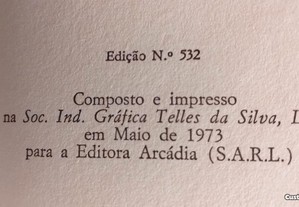 Edição N.º 532
Composto e impresso
na Soc. Ind. Gráfica Telles da Silva, L
em Maio de 1973
para a Editora Arcádia (S.A.R.L.)